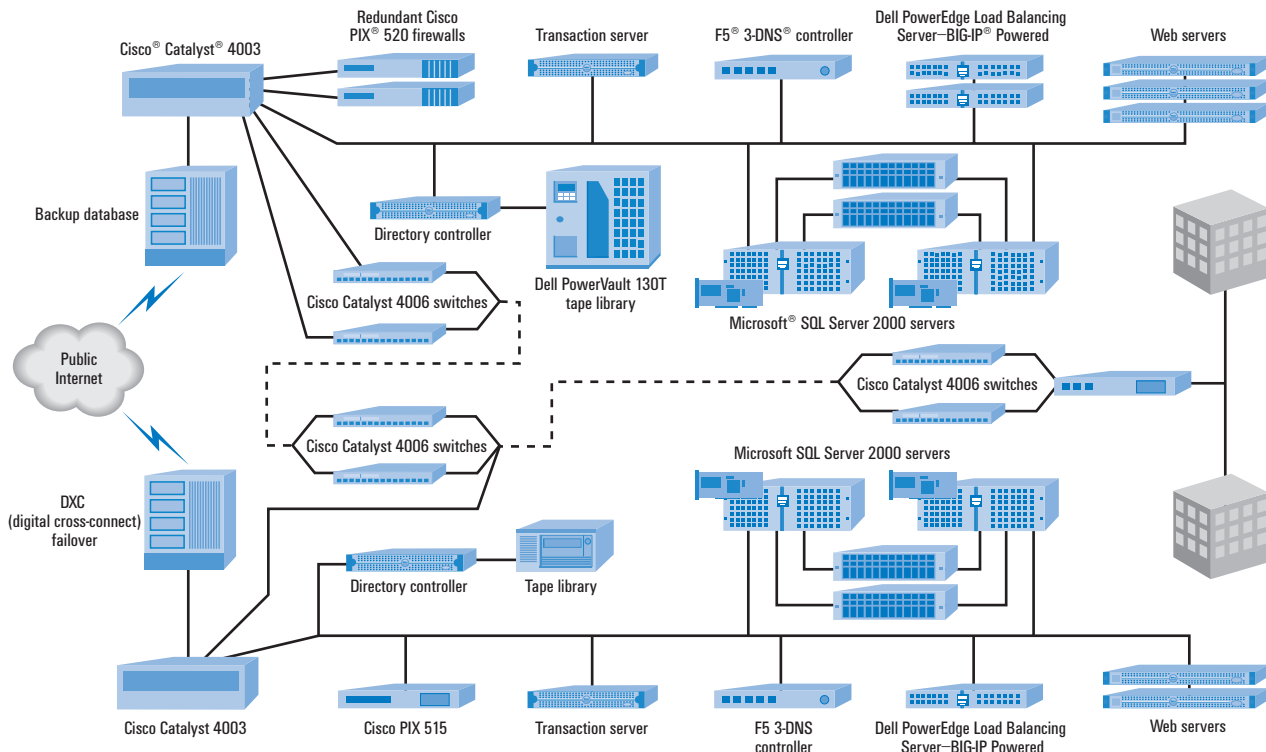 Redundant Cisco
PIX® 520 firewalls
Cisco® Catalyst® 4003
Transaction server
F5® 3-DNS® controller
Dell PowerEdge Load Balancing
Server–BIG-IP® Powered
Web servers
Backup database
Directory controller
Dell PowerVault 130T
tape library
Cisco Catalyst 4006 switches
Microsoft® SQL Server 2000 servers
Public
Internet
Cisco Catalyst 4006 switches
Cisco Catalyst 4006 switches
Microsoft SQL Server 2000 servers
DXC
(digital cross-connect)
failover
Directory controller
Tape library
Cisco Catalyst 4003
Cisco PIX 515
Transaction server
F5 3-DNS
controller
Dell PowerEdge Load Balancing
Server–BIG-IP Powered
Web servers